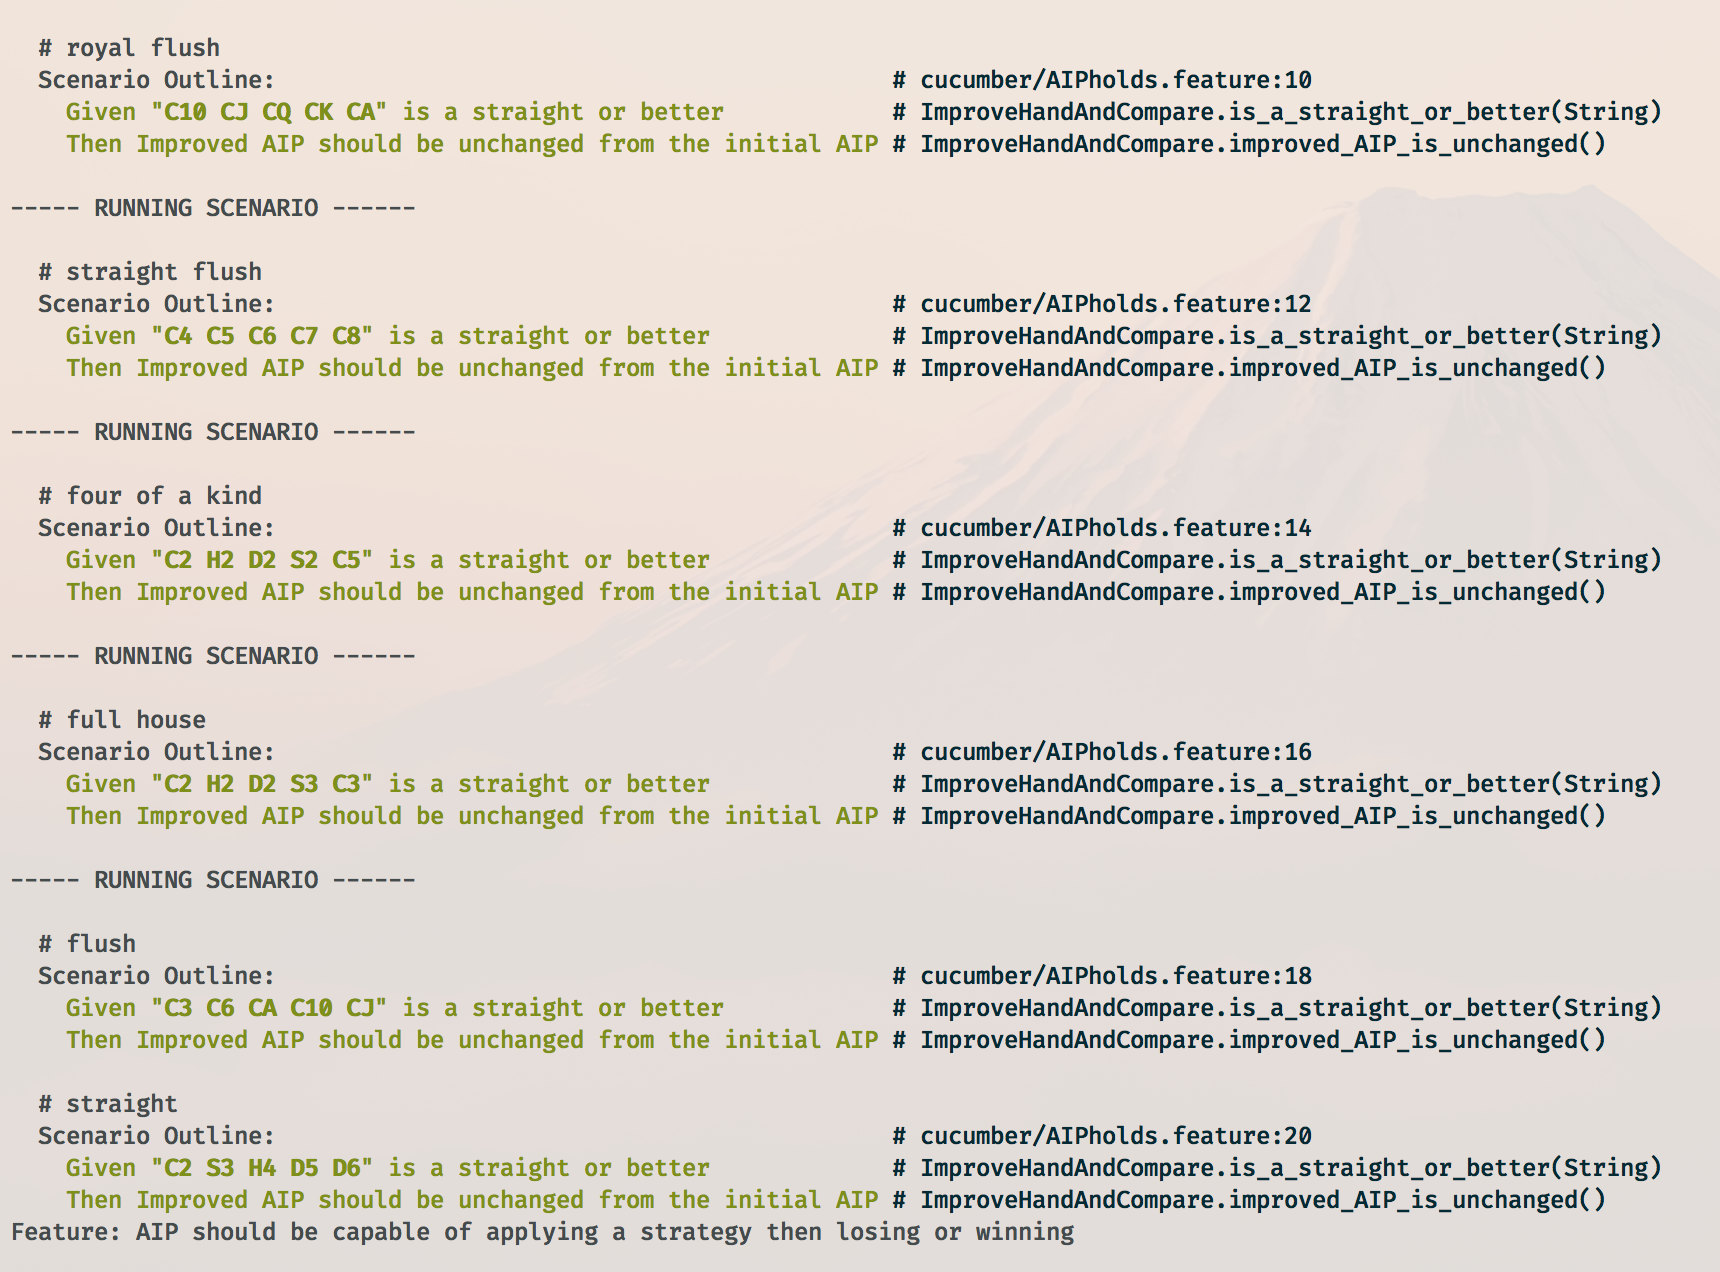 # royal flush
Scenario Outline: # cucumber/AIPholds.feature:10
Given "C10 CJ CQ CK CA" is a straight or better # ImproveHandAndCompare.is_a_straight_or_better(String)
Then Improved AIP should be unchanged from the initial AIP # ImproveHandAndCompare.improved_AIP_is_unchanged()
----- RUNNING SCENARIO ------
# straight flush
Scenario Outline: # cucumber/AIPholds.feature:12
Given "C4 C5 C6 C7 C8" is a straight or better # ImproveHandAndCompare.is_a_straight_or_better(String)
Then Improved AIP should be unchanged from the initial AIP # ImproveHandAndCompare.improved_AIP_is_unchanged()
----- RUNNING SCENARIO ------
# four of a kind
Scenario Outline: # cucumber/AIPholds.feature:14
Given "C2 H2 D2 S2 C5" is a straight or better # ImproveHandAndCompare.is_a_straight_or_better(String)
Then Improved AIP should be unchanged from the initial AIP # ImproveHandAndCompare.improved_AIP_is_unchanged()
----- RUNNING SCENARIO ------
# full house
Scenario Outline: # cucumber/AIPholds.feature:16
Given "C2 H2 D2 S3 C3" is a straight or better # ImproveHandAndCompare.is_a_straight_or_better(String)
Then Improved AIP should be unchanged from the initial AIP # ImproveHandAndCompare.improved_AIP_is_unchanged()
----- RUNNING SCENARIO ------
# flush
Scenario Outline: # cucumber/AIPholds.feature:18
Given "C3 C6 CA C10 CJ" is a straight or better # ImproveHandAndCompare.is_a_straight_or_better(String)
Then Improved AIP should be unchanged from the initial AIP # ImproveHandAndCompare.improved_AIP_is_unchanged()
# straight
Scenario Outline: # cucumber/AIPholds.feature:20
Given "C2 S3 H4 D5 D6" is a straight or better # ImproveHandAndCompare.is_a_straight_or_better(String)
Then Improved AIP should be unchanged from the initial AIP # ImproveHandAndCompare.improved_AIP_is_unchanged()
Feature: AIP should be capable of applying a strategy then losing or winning